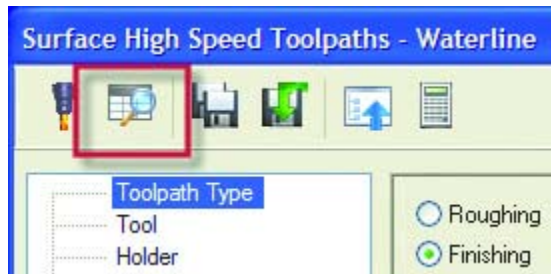 Surface High Speed Toolpaths - Waterline
Toolpath Type
Tool
Holder
Roughing
Finishing